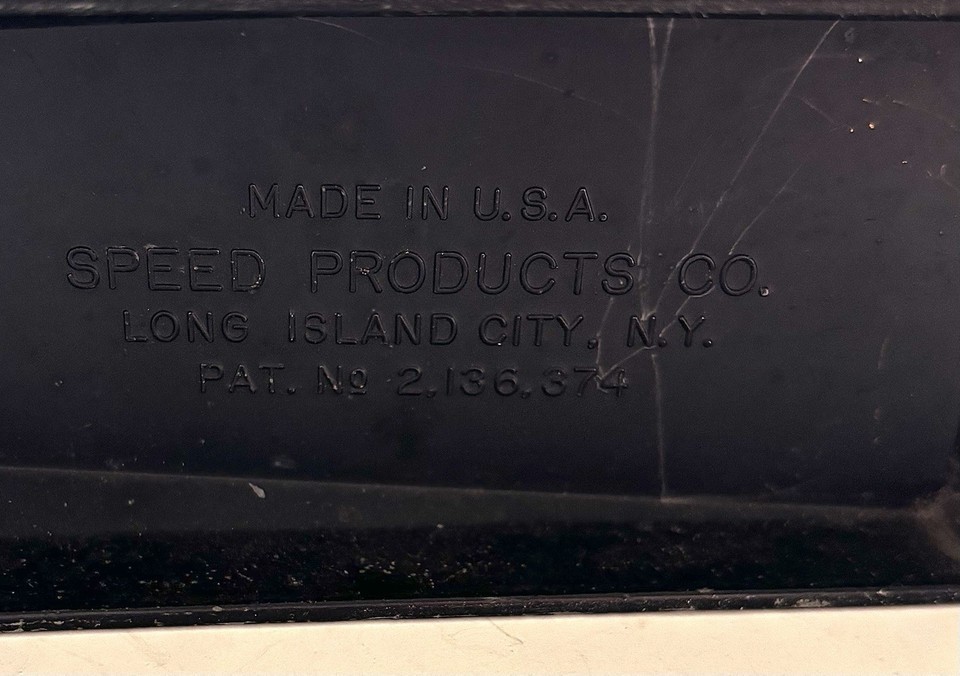 MADE IN U.S.A.
SPEED PRODUCTS CO.
LONG ISLAND CITY, N.Y.
PAT. No 2,136,374